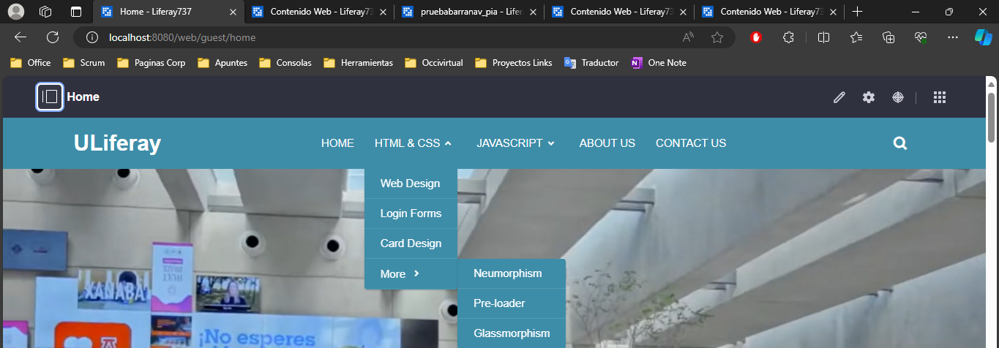 Home - Liferay737
Contenido Web - Liferay73
pruebabarranav_pia - Lifer
Contenido Web - Liferay73
Contenido Web - Liferay73
localhost:8080/web/guest/home
Office
Scrum
Paginas Corp
Apuntes
Consolas
Herramientas
Occivirtual
Proyectos Links
Traductor
One Note
Home
ULiferay
HOME
HTML & CSS
JAVASCRIPT
ABOUT US
CONTACT US
Web Design
Login Forms
Card Design
More
Neumorphism
Pre-loader
Glassmorphism
XANABA
¡No esperes